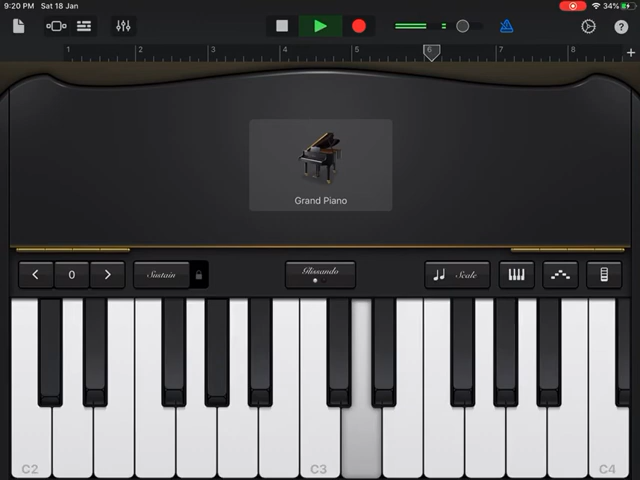 9:20 PM Sat 18 Jan
34%
1 2 3 4 5 6 7 8
Grand Piano
0 Sustain Glissando Scale
C2 C3 C4